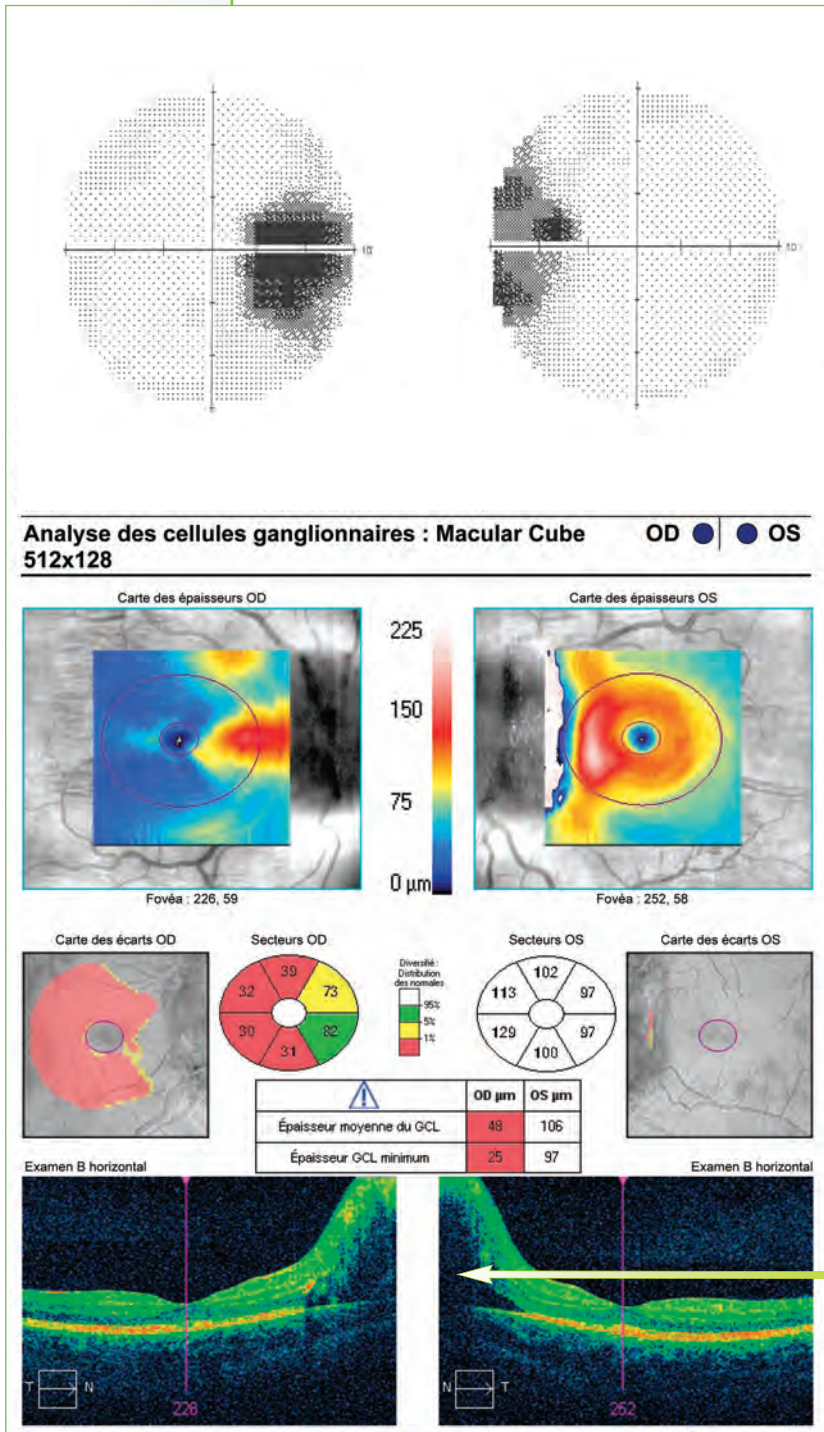 10
10
Analyse des cellules ganglionnaires : Macular Cube 512x128
OD OS
Carte des épaisseurs OD
Carte des épaisseurs OS
225
150
75
0 µm
Fovéa : 226, 59
Fovéa : 252, 58
Carte des écarts OD
Secteurs OD
Secteurs OS
Carte des écarts OS
39
32
73
30
82
31
Diversifié :
Distribution
des normales
95%
5%
1%
102
113
97
129
97
100
OD µm OS µm
Épaisseur moyenne du GCL 48 106
Épaisseur GCL minimum 25 97
Examen B horizontal
Examen B horizontal
T N
226
N T
252